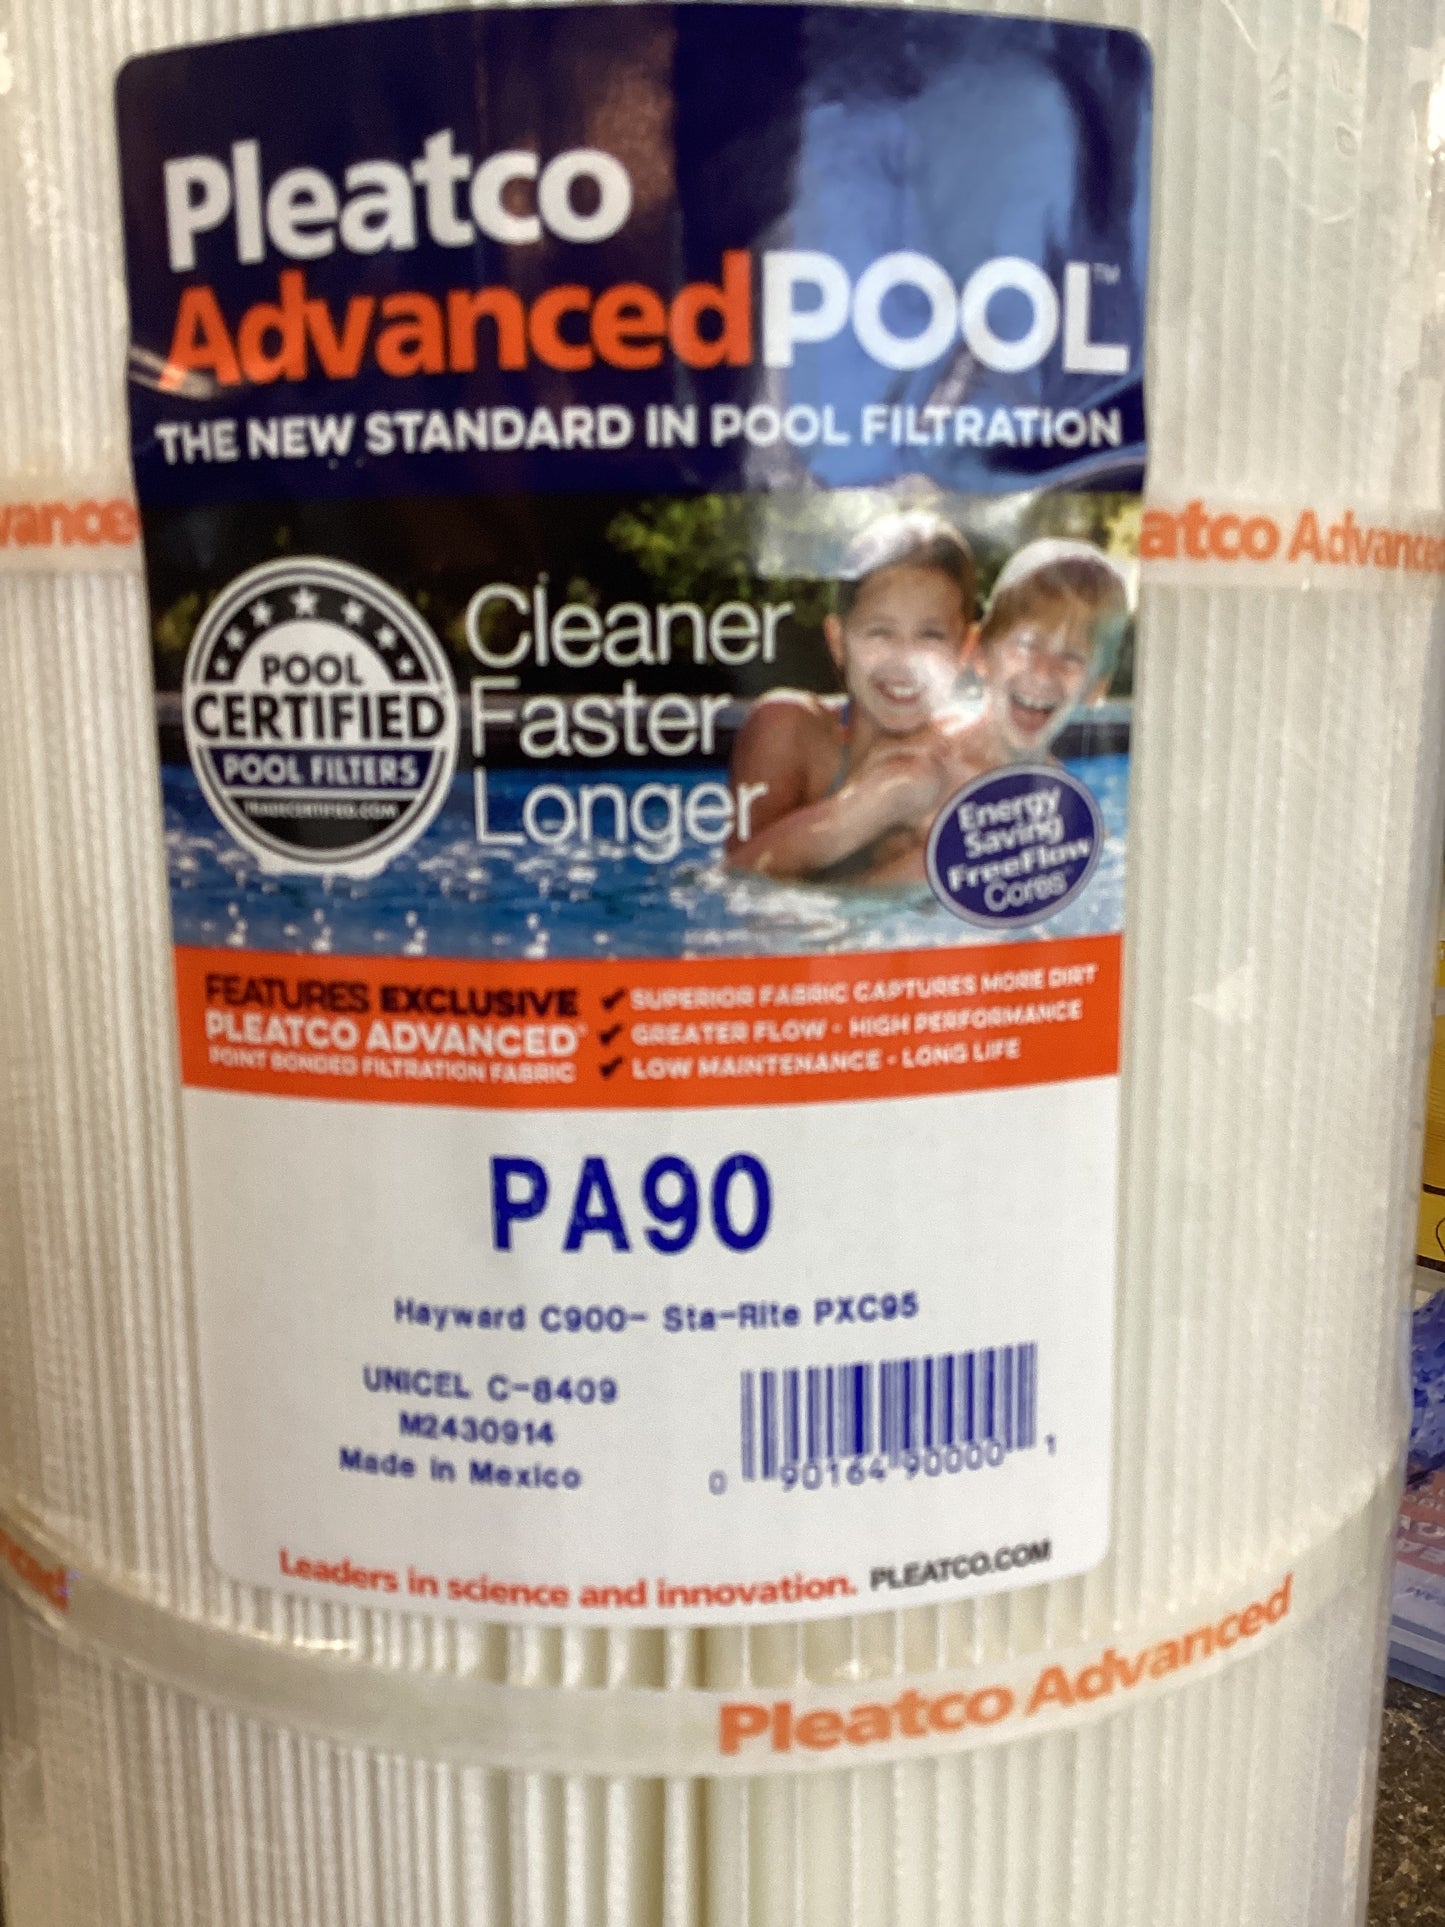 Pleatco
AdvancedPOOL™
THE NEW STANDARD IN POOL FILTRATION
vance
atco Advanced
POOL
CERTIFIED
POOL FILTERS
Cleaner
Faster
Longer
Energy
Saving
FreeFlow
Cores
FEATURES EXCLUSIVE
PLEATCO ADVANCED®
POINT BONDED FILTRATION FABRIC
✔ SUPERIOR FABRIC CAPTURES MORE DIRT
✔ GREATER FLOW - HIGH PERFORMANCE
✔ LOW MAINTENANCE - LONG LIFE
PA90
Hayward C900- Sta-Rite PXC95
UNICEL C-8409
M2430914
Made in Mexico
0 90164 90000 1
Leaders in science and innovation. PLEATCO.COM
Pleatco Advanced